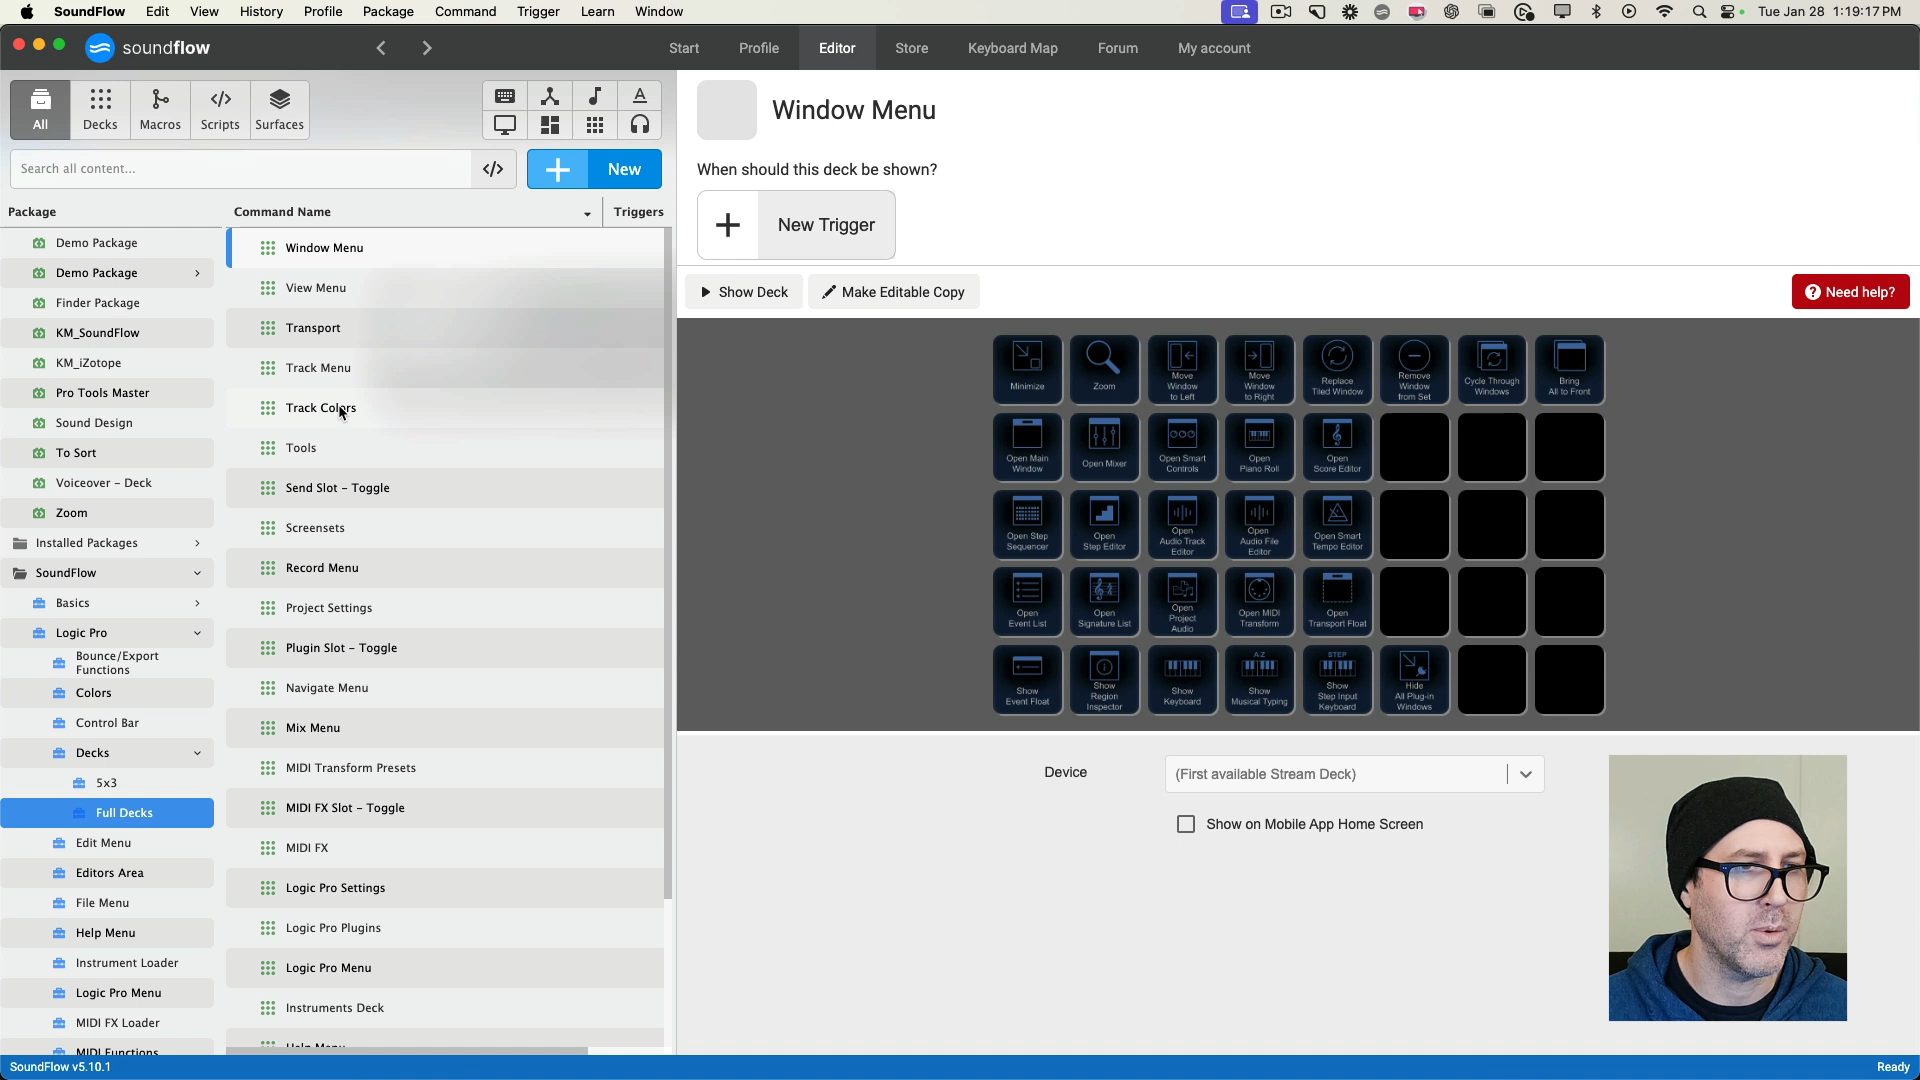 SoundFlow Edit View History Profile Package Command Trigger Learn Window
Tue Jan 28 1:19:17 PM
soundflow
Start Profile Editor Store Keyboard Map Forum My account
All Decks Macros Scripts Surfaces
Search all content...
New
Package
Command Name
Triggers
Demo Package
Demo Package
Finder Package
KM_SoundFlow
KM_iZotope
Pro Tools Master
Sound Design
To Sort
Voiceover - Deck
Zoom
Installed Packages
SoundFlow
Basics
Logic Pro
Bounce/Export
Functions
Colors
Control Bar
Decks
5x3
Full Decks
Edit Menu
Editors Area
File Menu
Help Menu
Instrument Loader
Logic Pro Menu
MIDI FX Loader
MIDI Functions
Window Menu
View Menu
Transport
Track Menu
Track Colors
Tools
Send Slot - Toggle
Screensets
Record Menu
Project Settings
Plugin Slot - Toggle
Navigate Menu
Mix Menu
MIDI Transform Presets
MIDI FX Slot - Toggle
MIDI FX
Logic Pro Settings
Logic Pro Plugins
Logic Pro Menu
Instruments Deck
Help Menu
Window Menu
When should this deck be shown?
New Trigger
Show Deck
Make Editable Copy
Need help?
Minimize
Zoom
Move
Window
to Left
Move
Window
to Right
Replace
Tiled Window
Remove
Window
from Set
Cycle Through
Windows
Bring
All to Front
Open Main
Window
Open Mixer
Open Smart
Controls
Open
Piano Roll
Open
Score Editor
Open Step
Sequencer
Open
Step Editor
Open
Audio Track
Editor
Open
Audio File
Editor
Open Smart
Tempo Editor
Open
Event List
Open
Signature List
Open
Project
Audio
Open MIDI
Transform
Open
Transport Float
Show
Event Float
Show
Region
Inspector
Show
Keyboard
A-Z
Show
Musical Typing
STEP
Show
Step Input
Keyboard
Hide
All Plug-in
Windows
Device
(First available Stream Deck)
Show on Mobile App Home Screen
SoundFlow v5.10.1
Ready